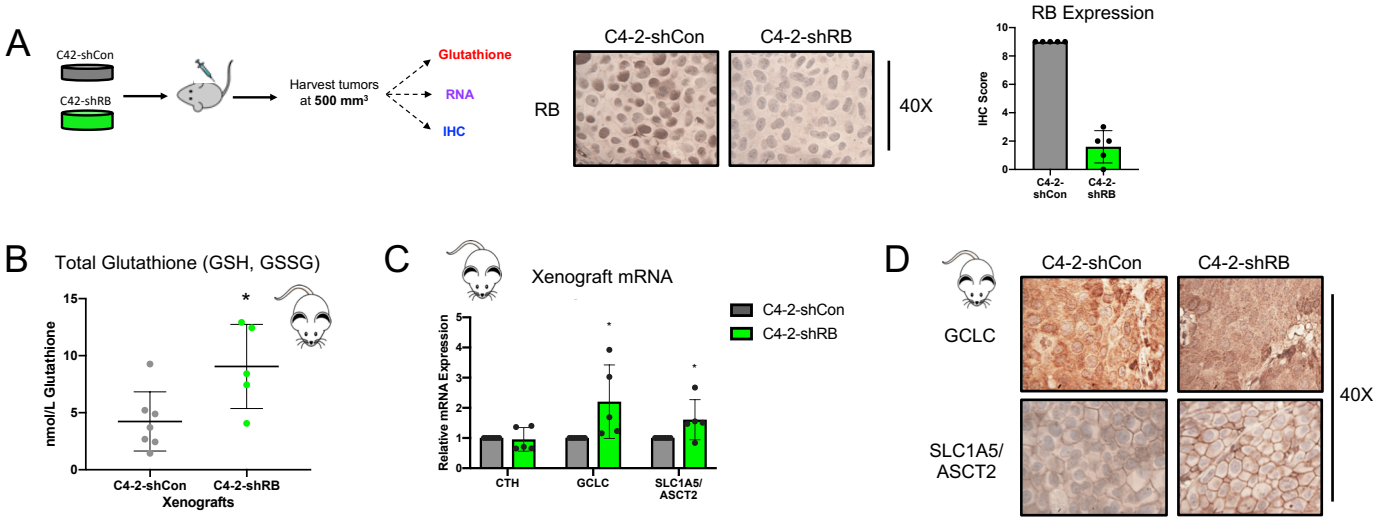 A
C42-shCon
C42-shRB
Harvest tumors
at 500 mm³
Glutathione
RNA
IHC
C4-2-shCon
C4-2-shRB
RB
40X
RB Expression
IHC Score
10
8
6
4
2
0
C4-2-
shCon
C4-2-
shRB
B
Total Glutathione (GSH, GSSG)
nmol/L Glutathione
15
10
5
0
*
C4-2-shCon
C4-2-shRB
Xenografts
C
Xenograft mRNA
Relative mRNA Expression
5
4
3
2
1
0
*
*
CTH
GCLC
SLC1A5/
ASCT2
C4-2-shCon
C4-2-shRB
D
C4-2-shCon
C4-2-shRB
GCLC
SLC1A5/
ASCT2
40X